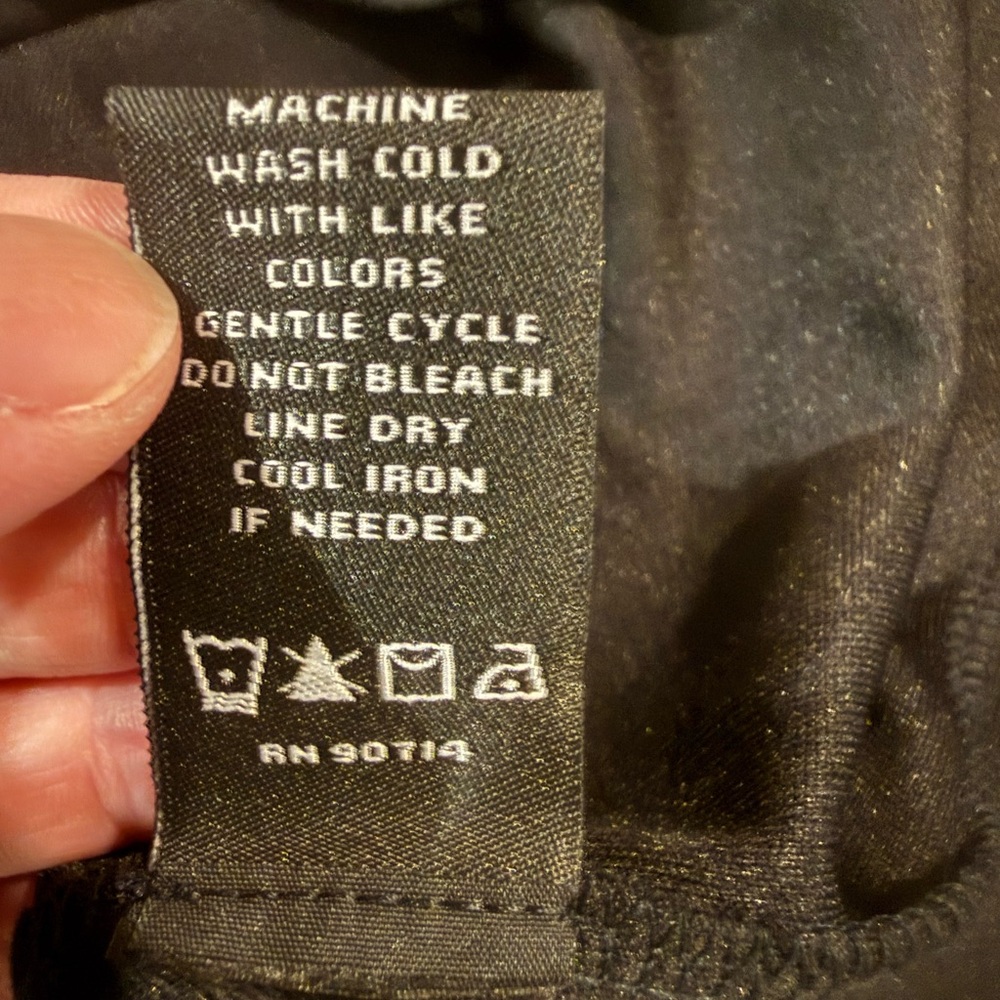 MACHINE
WASH COLD
WITH LIKE
COLORS
GENTLE CYCLE
DO NOT BLEACH
LINE DRY
COOL IRON
IF NEEDED
RN 90714